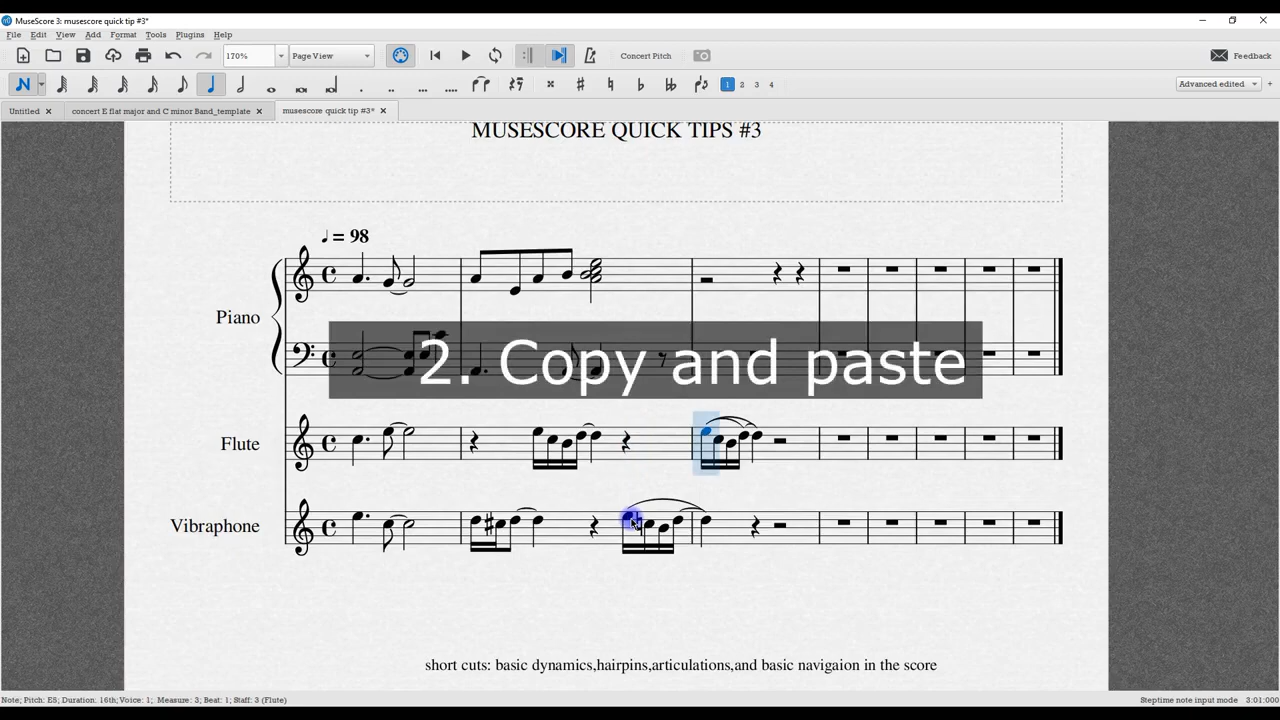 MuseScore 3: musescore quick tip #3*
File Edit View Add Format Tools Plugins Help
170% Page View Concert Pitch Feedback
1 2 3 4 Advanced edited +
Untitled concert E flat major and C minor Band_template musescore quick tip #3*
MUSESCORE QUICK TIPS #3
= 98
Piano
2. Copy and paste
Flute
Vibraphone
short cuts: basic dynamics,hairpins,articulations,and basic navigaion in the score
Note; Pitch: E5; Duration: 16th; Voice: 1; Measure: 3; Beat: 1; Staff: 3 (Flute) Steptime note input mode 3:01:000